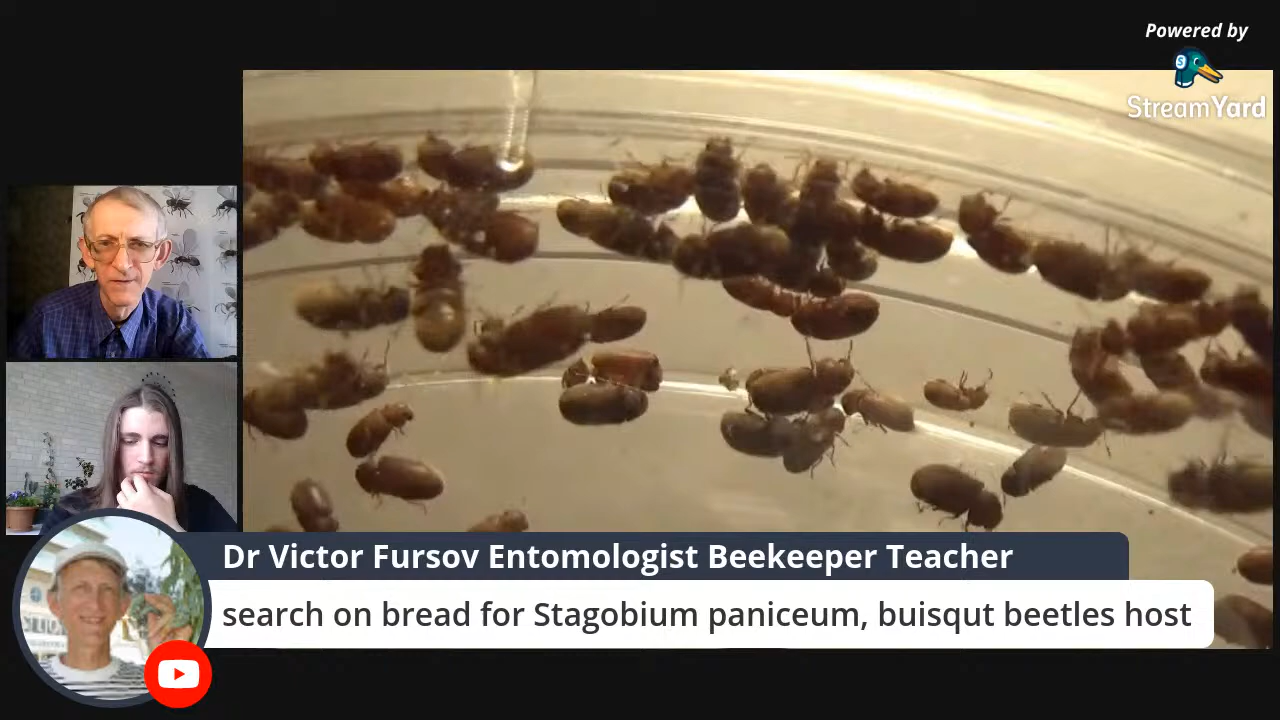 Powered by
StreamYard
Dr Victor Fursov Entomologist Beekeeper Teacher
search on bread for Stagobium paniceum, buisqut beetles host